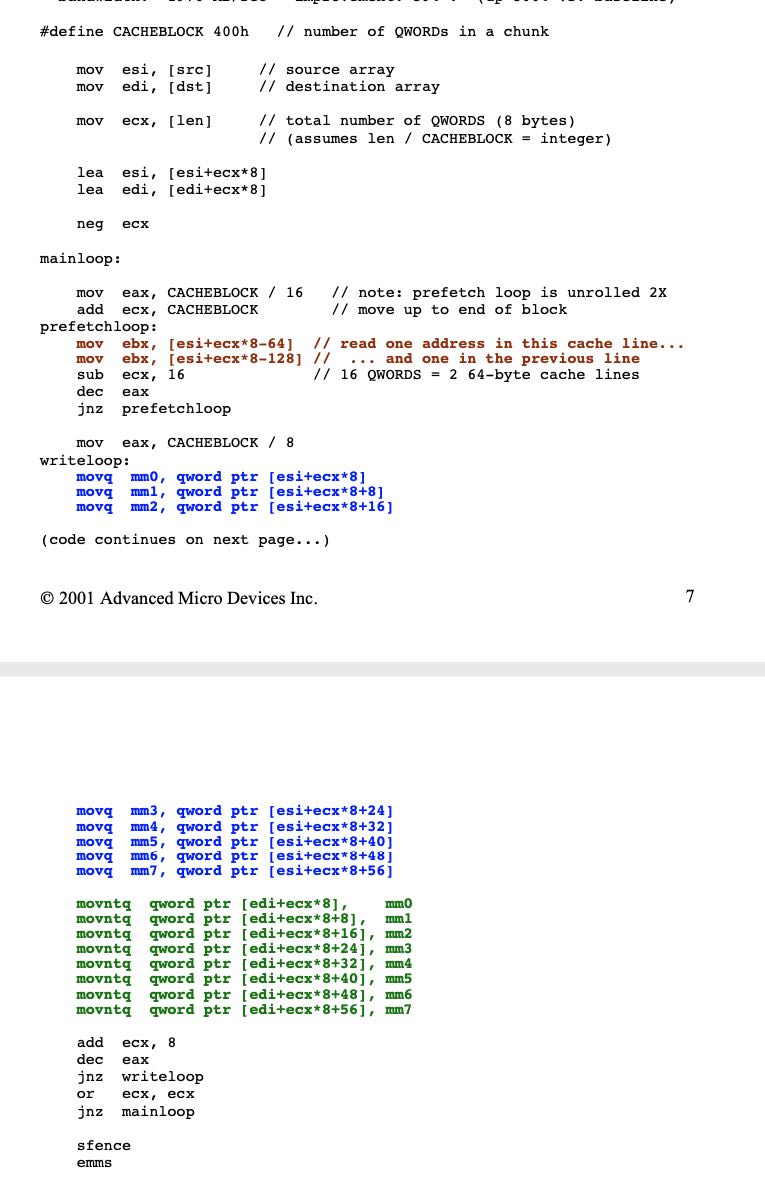 #define CACHEBLOCK 400h   // number of QWORDs in a chunk
mov  esi, [src]     // source array
mov  edi, [dst]     // destination array
mov  ecx, [len]     // total number of QWORDS (8 bytes)
// (assumes len / CACHEBLOCK = integer)
lea  esi, [esi+ecx*8]
lea  edi, [edi+ecx*8]
neg  ecx
mainloop:
mov  eax, CACHEBLOCK / 16   // note: prefetch loop is unrolled 2X
add  ecx, CACHEBLOCK        // move up to end of block
prefetchloop:
mov  ebx, [esi+ecx*8-64]  // read one address in this cache line...
mov  ebx, [esi+ecx*8-128] //  ... and one in the previous line
sub  ecx, 16              // 16 QWORDS = 2 64-byte cache lines
dec  eax
jnz  prefetchloop
mov  eax, CACHEBLOCK / 8
writeloop:
movq  mm0, qword ptr [esi+ecx*8]
movq  mm1, qword ptr [esi+ecx*8+8]
movq  mm2, qword ptr [esi+ecx*8+16]
(code continues on next page...)
© 2001 Advanced Micro Devices Inc. 7
movq  mm3, qword ptr [esi+ecx*8+24]
movq  mm4, qword ptr [esi+ecx*8+32]
movq  mm5, qword ptr [esi+ecx*8+40]
movq  mm6, qword ptr [esi+ecx*8+48]
movq  mm7, qword ptr [esi+ecx*8+56]
movntq  qword ptr [edi+ecx*8],    mm0
movntq  qword ptr [edi+ecx*8+8],  mm1
movntq  qword ptr [edi+ecx*8+16], mm2
movntq  qword ptr [edi+ecx*8+24], mm3
movntq  qword ptr [edi+ecx*8+32], mm4
movntq  qword ptr [edi+ecx*8+40], mm5
movntq  qword ptr [edi+ecx*8+48], mm6
movntq  qword ptr [edi+ecx*8+56], mm7
add  ecx, 8
dec  eax
jnz  writeloop
or   ecx, ecx
jnz  mainloop
sfence
emms